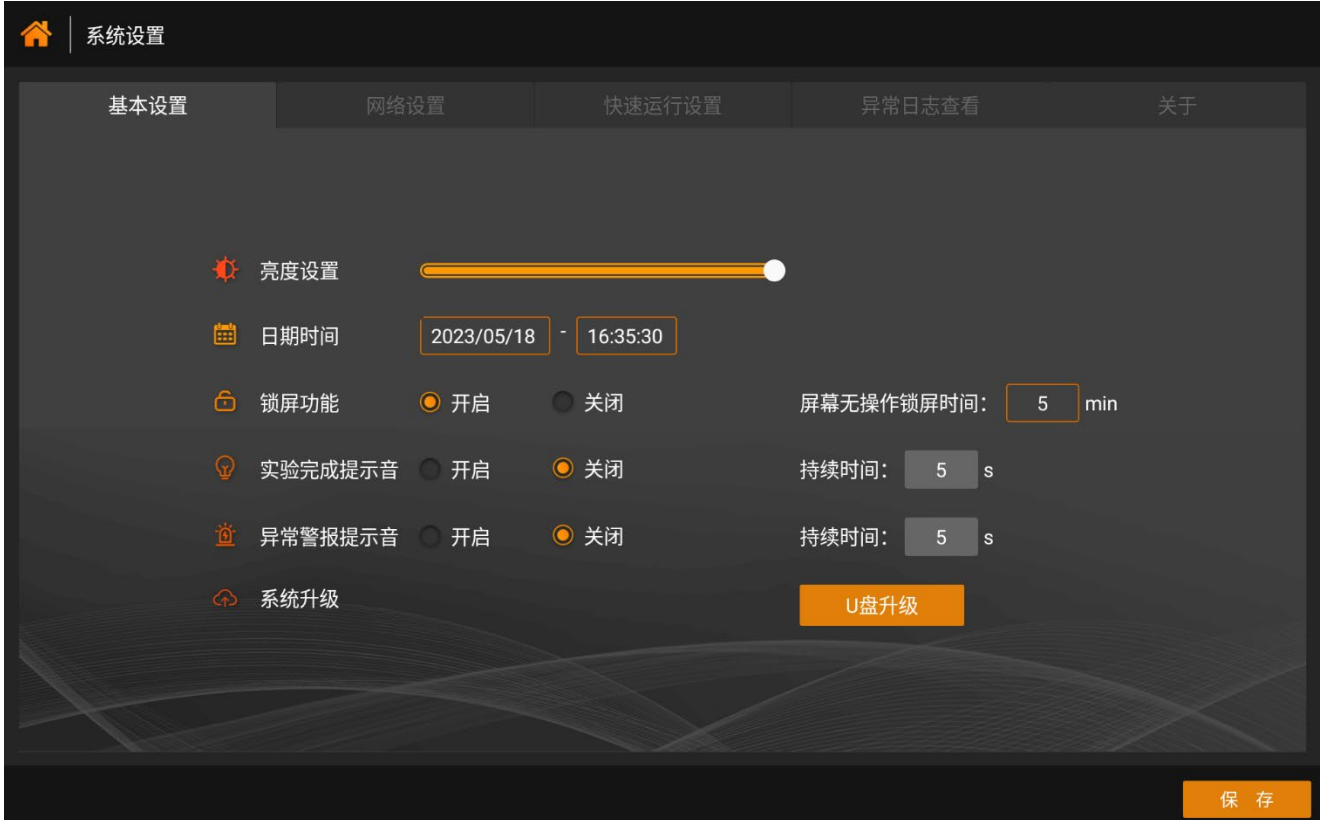 系统设置
基本设置 网络设置 快速运行设置 异常日志查看 关于
亮度设置
日期时间 2023/05/18 - 16:35:30
锁屏功能 开启 关闭 屏幕无操作锁屏时间： 5 min
实验完成提示音 开启 关闭 持续时间： 5 s
异常警报提示音 开启 关闭 持续时间： 5 s
系统升级 U盘升级
保 存